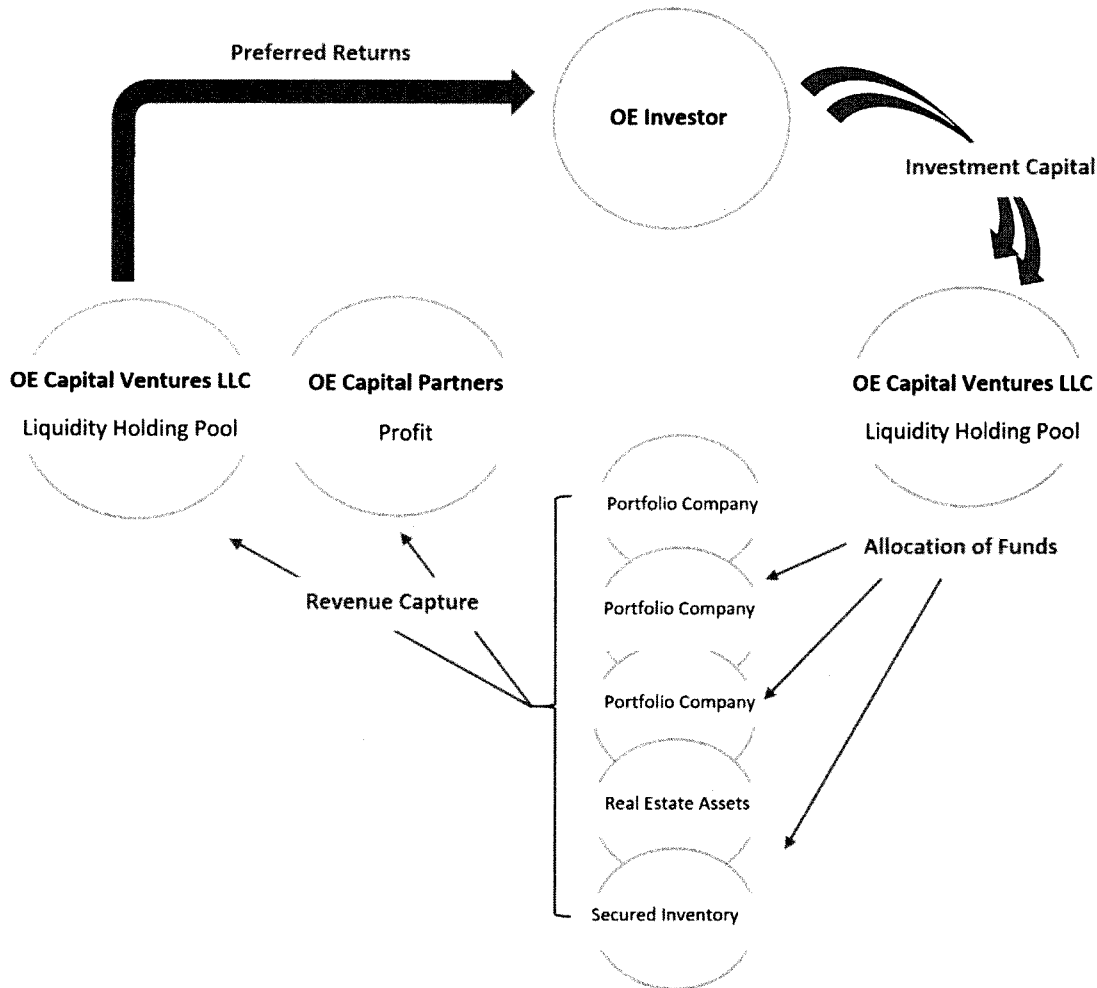 Preferred Returns
OE Investor
Investment Capital
OE Capital Ventures LLC
Liquidity Holding Pool
OE Capital Partners
Profit
OE Capital Ventures LLC
Liquidity Holding Pool
Portfolio Company
Allocation of Funds
Revenue Capture
Portfolio Company
Portfolio Company
Real Estate Assets
Secured Inventory